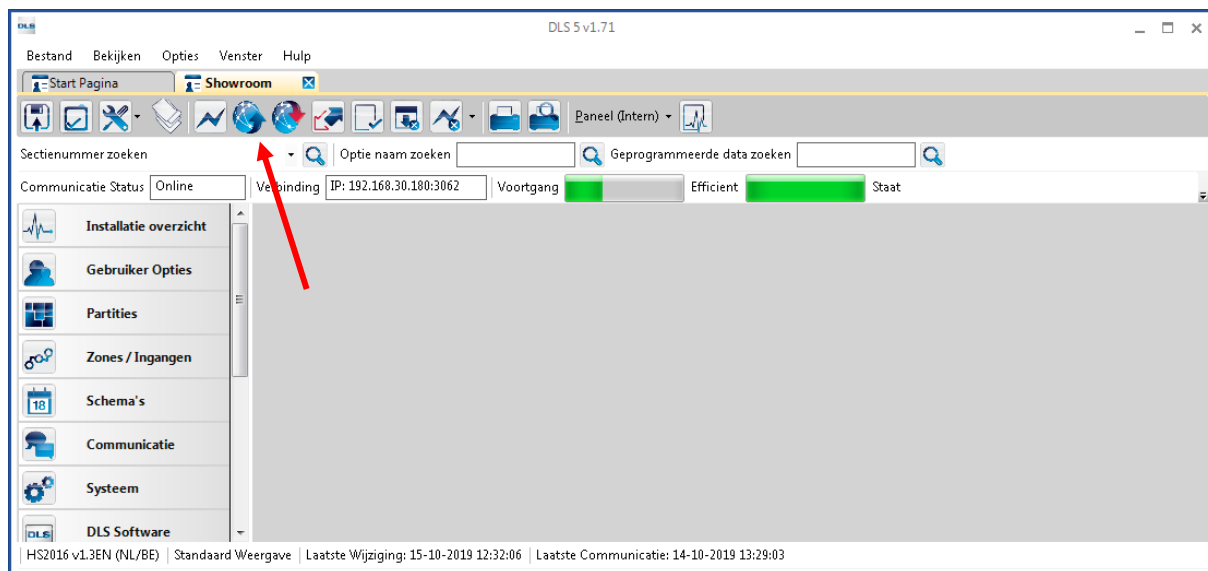 DLS
DLS 5 v1.71
Bestand Bekijken Opties Venster Hulp
Start Pagina Showroom
Paneel (Intern)
Sectienummer zoeken Optie naam zoeken Geprogrammeerde data zoeken
Communicatie Status Online Verbinding IP: 192.168.30.180:3062 Voortgang Efficient Staat
Installatie overzicht
Gebruiker Opties
Partities
Zones / Ingangen
18 Schema's
Communicatie
Systeem
DLS DLS Software
HS2016 v1.3EN (NL/BE) Standaard Weergave Laatste Wijziging: 15-10-2019 12:32:06 Laatste Communicatie: 14-10-2019 13:29:03